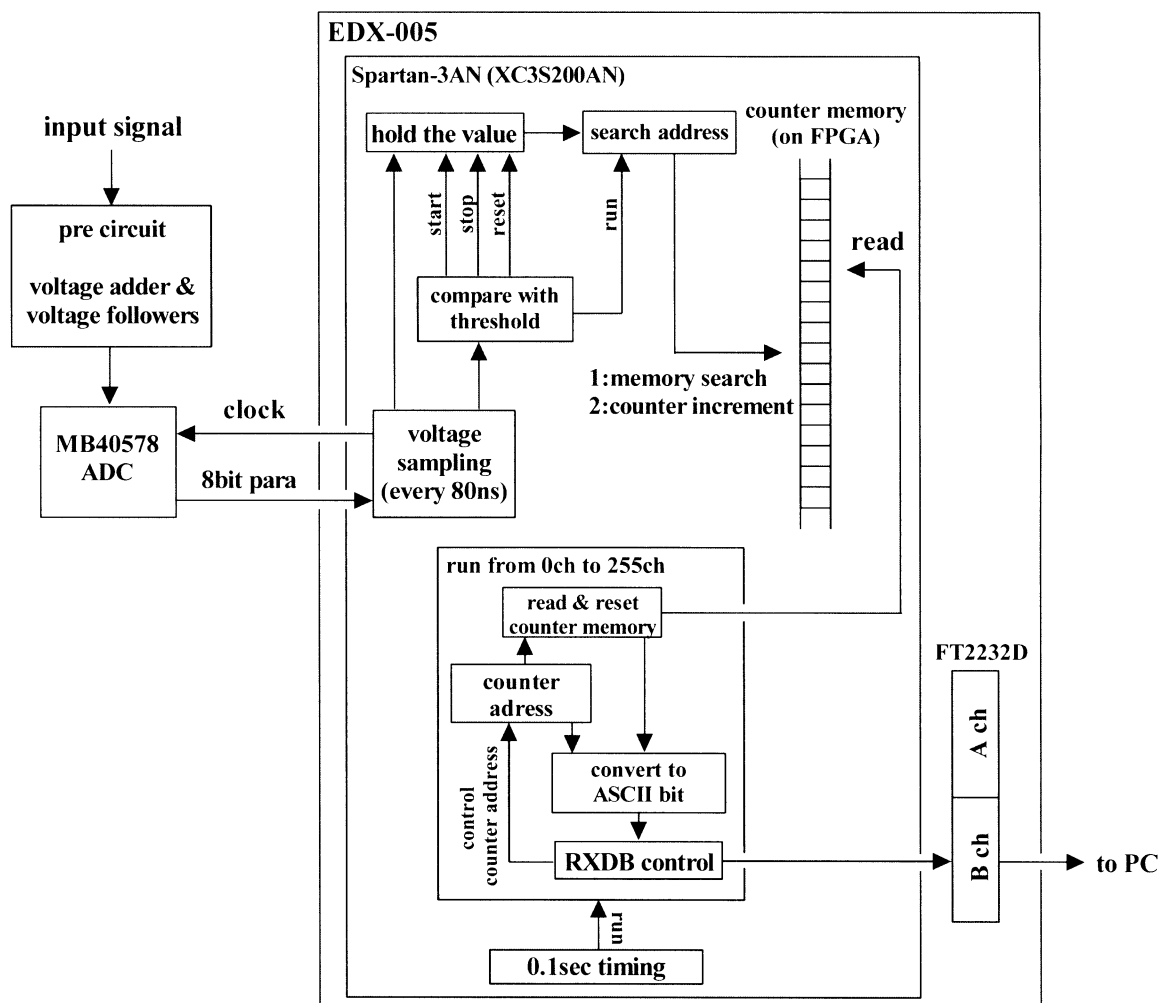 EDX-005
Spartan-3AN (XC3S200AN)
input signal
pre circuit
voltage adder &
voltage followers
MB40578
ADC
clock
8bit para
hold the value
search address
counter memory
(on FPGA)
start
stop
reset
run
read
compare with
threshold
1:memory search
2:counter increment
voltage
sampling
(every 80ns)
run from 0ch to 255ch
read & reset
counter memory
counter
adress
control
counter address
convert to
ASCII bit
RXDB control
run
0.1sec timing
FT2232D
A ch
B ch
to PC